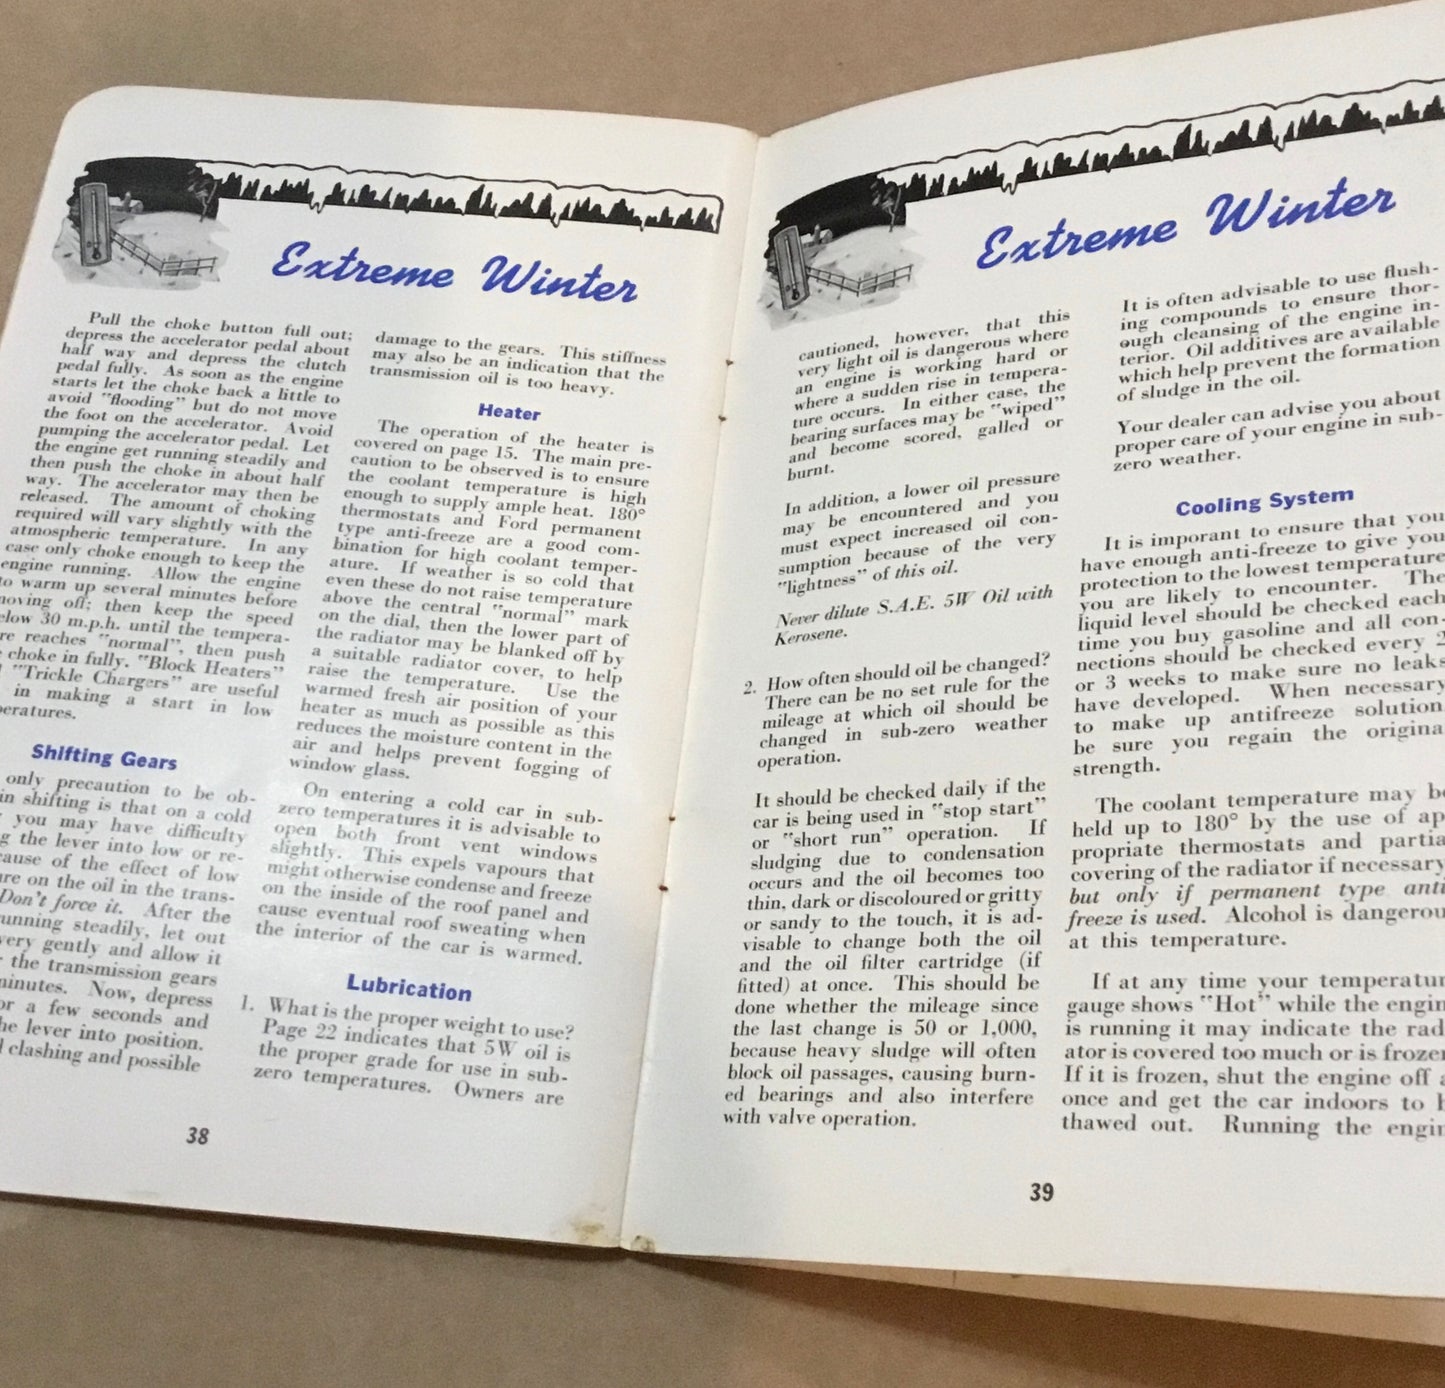 Extreme Winter
Pull the choke button full out;
depress the accelerator pedal about
half way and depress the clutch
pedal fully. As soon as the engine
starts let the choke back a little to
avoid "flooding" but do not move
the foot on the accelerator. Avoid
pumping the accelerator pedal. Let
the engine get running steadily and
then push the choke in about half
way. The accelerator may then be
released. The amount of choking
required will vary slightly with the
atmospheric temperature. In any
case only choke enough to keep the
engine running. Allow the engine
to warm up several minutes before
moving off; then keep the speed
elow 30 m.p.h. until the tempera-
re reaches "normal", then push
choke in fully. "Block Heaters"
"Trickle Chargers" are useful
in making a start in low
peratures.
Shifting Gears
only precaution to be ob-
in shifting is that on a cold
you may have difficulty
g the lever into low or re-
cause of the effect of low
ure on the oil in the trans-
Don't force it. After the
unning steadily, let out
very gently and allow it
the transmission gears
minutes. Now, depress
or a few seconds and
he lever into position.
clashing and possible
damage to the gears. This stiffness
may also be an indication that the
transmission oil is too heavy.
Heater
The operation of the heater is
covered on page 15. The main pre-
caution to be observed is to ensure
the coolant temperature is high
enough to supply ample heat. 180°
thermostats and Ford permanent
type anti-freeze are a good com-
bination for high coolant temper-
ature. If weather is so cold that
even these do not raise temperature
above the central "normal" mark
on the dial, then the lower part of
the radiator may be blanked off by
a suitable radiator cover, to help
raise the temperature. Use the
warmed fresh air position of your
heater as much as possible as this
reduces the moisture content in the
air and helps prevent fogging of
window glass.
On entering a cold car in sub-
zero temperatures it is advisable to
open both front vent windows
slightly. This expels vapours that
might otherwise condense and freeze
on the inside of the roof panel and
cause eventual roof sweating when
the interior of the car is warmed.
Lubrication
1. What is the proper weight to use?
Page 22 indicates that 5W oil is
the proper grade for use in sub-
zero temperatures. Owners are
38
Extreme Winter
cautioned, however, that this
very light oil is dangerous where
an engine is working hard or
where a sudden rise in tempera-
ture occurs. In either case, the
bearing surfaces may be "wiped"
and become scored, galled or
burnt.
In addition, a lower oil pressure
may be encountered and you
must expect increased oil con-
sumption because of the very
"lightness" of this oil.
Never dilute S.A.E. 5W Oil with
Kerosene.
2. How often should oil be changed?
There can be no set rule for the
mileage at which oil should be
changed in sub-zero weather
operation.
It should be checked daily if the
car is being used in "stop start"
or "short run" operation. If
sludging due to condensation
occurs and the oil becomes too
thin, dark or discoloured or gritty
or sandy to the touch, it is ad-
visable to change both the oil
and the oil filter cartridge (if
fitted) at once. This should be
done whether the mileage since
the last change is 50 or 1,000,
because heavy sludge will often
block oil passages, causing burn-
ed bearings and also interfere
with valve operation.
It is often advisable to use flush-
ing compounds to ensure thor-
ough cleansing of the engine in-
terior. Oil additives are available
which help prevent the formation
of sludge in the oil.
Your dealer can advise you about
proper care of your engine in sub-
zero weather.
Cooling System
It is imporant to ensure that you
have enough anti-freeze to give you
protection to the lowest temperature
you are likely to encounter. The
liquid level should be checked each
time you buy gasoline and all con-
nections should be checked every 2
or 3 weeks to make sure no leaks
have developed. When necessary
to make up antifreeze solution
be sure you regain the origina
strength.
The coolant temperature may be
held up to 180° by the use of ap
propriate thermostats and partia
covering of the radiator if necessary
but only if permanent type anti
freeze is used. Alcohol is dangerou
at this temperature.
If at any time your temperatur
gauge shows "Hot" while the engin
is running it may indicate the rad
ator is covered too much or is frozen
If it is frozen, shut the engine off a
once and get the car indoors to b
thawed out. Running the engin
39